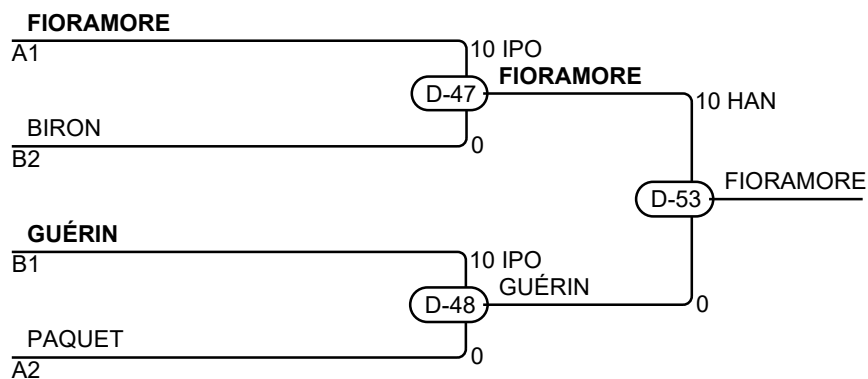 FIORAMORE
A1
10 IPO
D-47
FIORAMORE
BIRON
B2
0
10 HAN
D-53
FIORAMORE
GUÉRIN
B1
10 IPO
D-48
GUÉRIN
0
PAQUET
A2
0